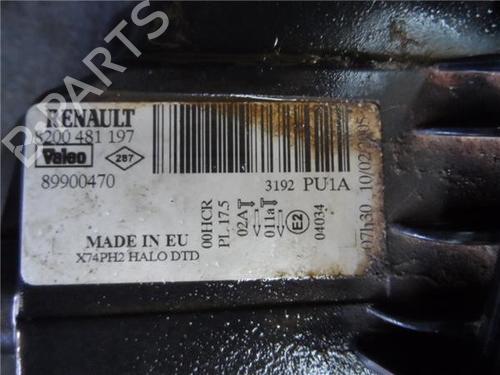 RENAULT
8200 481 197
Valeo
287
89900470
3192 PU1A
MADE IN EU
X74PH2 HALO DTD
00HCR
PL 17.5
02A
011a
E2
04034
07h30 10/02/2005
B-PARTS